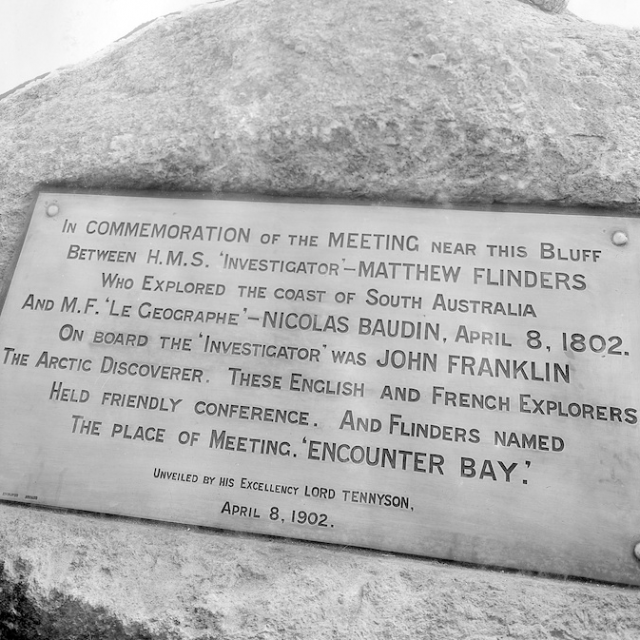 IN COMMEMORATION OF THE MEETING NEAR THIS BLUFF
BETWEEN H.M.S. 'INVESTIGATOR'–MATTHEW FLINDERS
WHO EXPLORED THE COAST OF SOUTH AUSTRALIA
AND M.F. 'LE GEOGRAPHE'–NICOLAS BAUDIN, APRIL 8, 1802.
ON BOARD THE 'INVESTIGATOR' WAS JOHN FRANKLIN
THE ARCTIC DISCOVERER. THESE ENGLISH AND FRENCH EXPLORERS
HELD FRIENDLY CONFERENCE. AND FLINDERS NAMED
THE PLACE OF MEETING. 'ENCOUNTER BAY.'
UNVEILED BY HIS EXCELLENCY LORD TENNYSON,
APRIL 8, 1902.